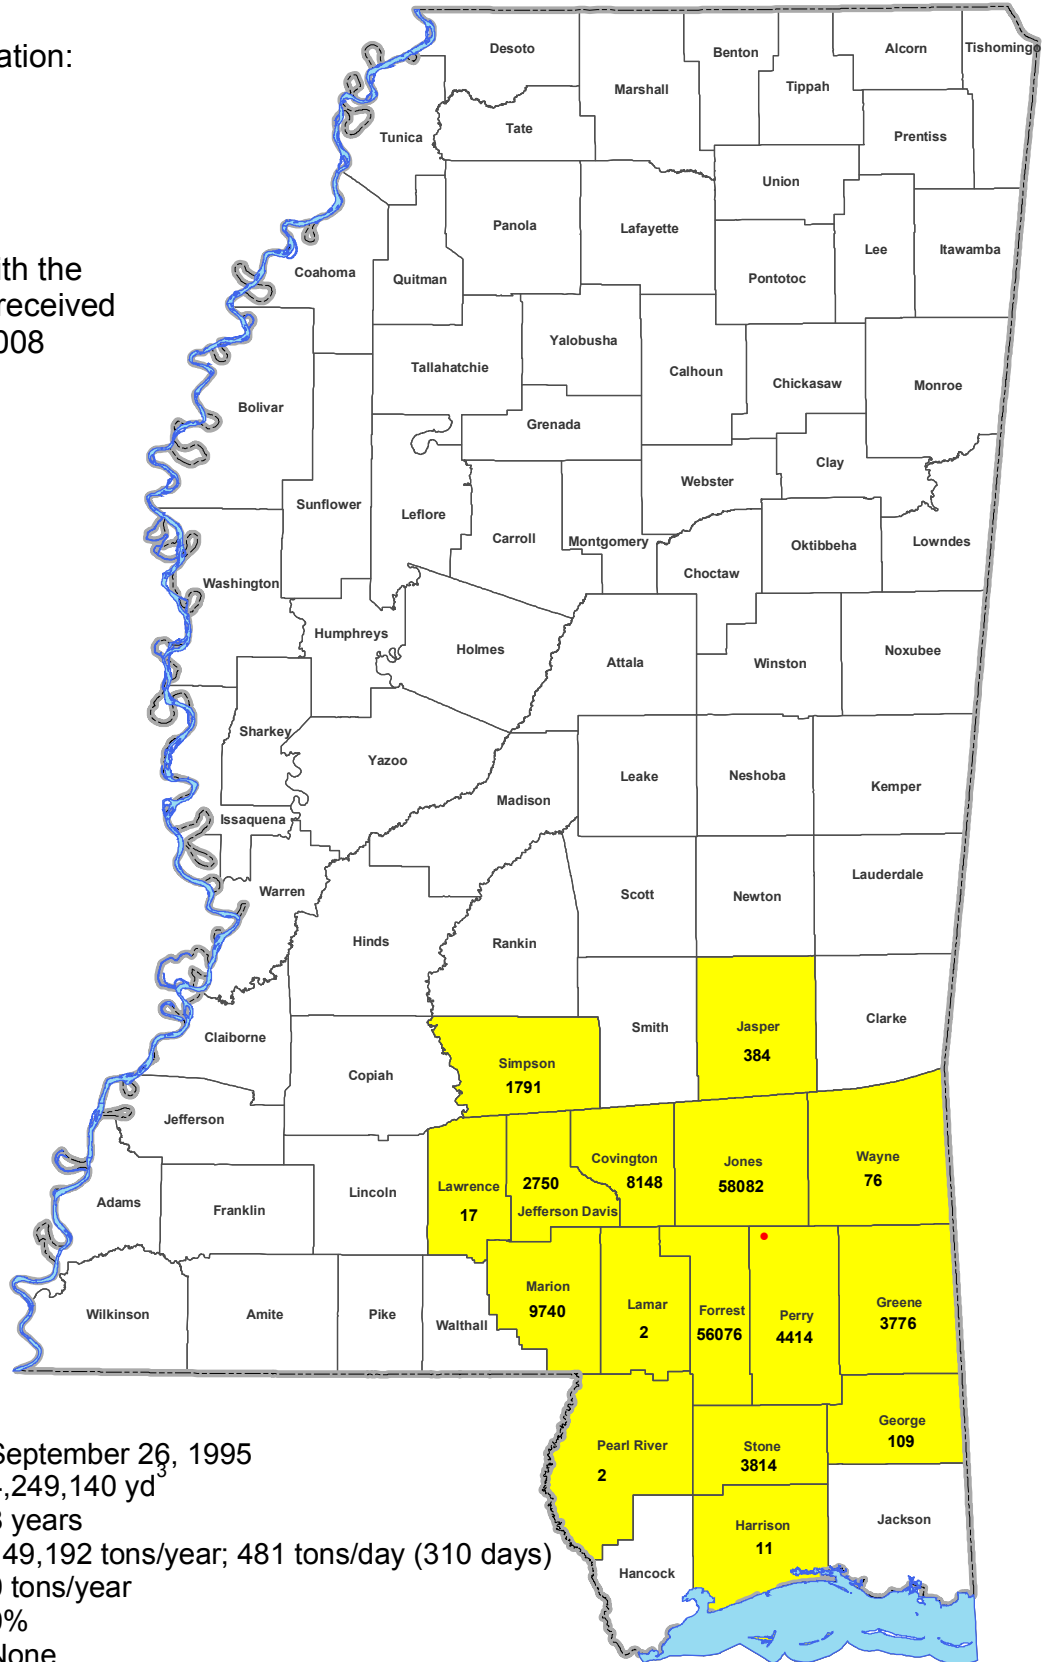 ation:
ith the
received
008
Desoto
Benton
Alcorn
Tishomingo
Marshall
Tippah
Tunica
Tate
Prentiss
Union
Panola
Lafayette
Lee
Itawamba
Coahoma
Quitman
Pontotoc
Yalobusha
Tallahatchie
Calhoun
Chickasaw
Monroe
Bolivar
Grenada
Clay
Webster
Sunflower
Leflore
Carroll
Montgomery
Oktibbeha
Lowndes
Washington
Choctaw
Humphreys
Holmes
Attala
Winston
Noxubee
Sharkey
Yazoo
Leake
Neshoba
Kemper
Madison
Issaquena
Warren
Scott
Newton
Lauderdale
Hinds
Rankin
Claiborne
Smith
Jasper
384
Clarke
Simpson
1791
Copiah
Jefferson
Adams
Franklin
Lincoln
Lawrence
17
2750
Jefferson Davis
Covington
8148
Jones
58082
Wayne
76
Wilkinson
Amite
Pike
Walthall
Marion
9740
Lamar
2
Forrest
56076
Perry
4414
Greene
3776
Pearl River
2
Stone
3814
George
109
Harrison
11
Jackson
Hancock
September 26, 1995
,249,140 yd3
years
49,192 tons/year; 481 tons/day (310 days)
tons/year
%
None